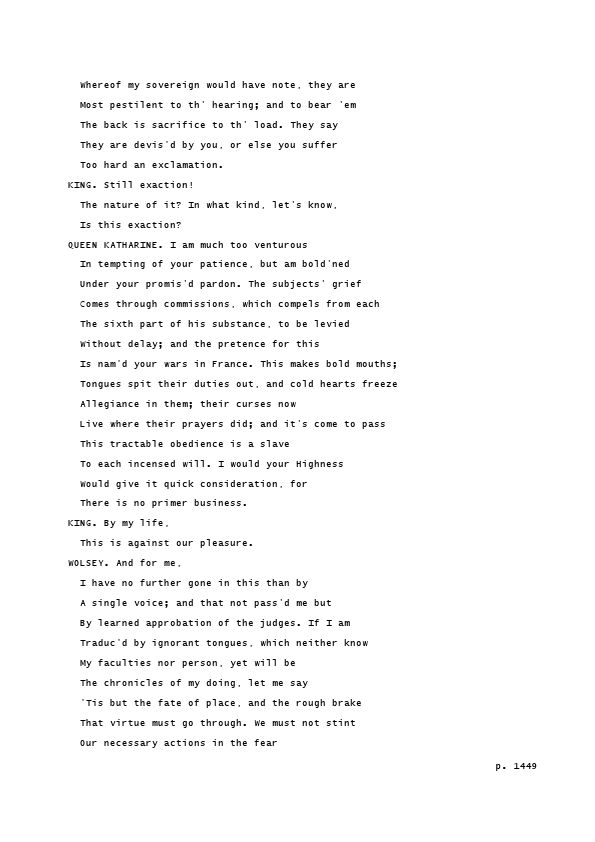 Whereof my sovereign would have note, they are
Most pestilent to th' hearing; and to bear 'em
The back is sacrifice to th' load. They say
They are devis'd by you, or else you suffer
Too hard an exclamation.
KING. Still exaction!
The nature of it? In what kind, let's know,
Is this exaction?
QUEEN KATHARINE. I am much too venturous
In tempting of your patience, but am bold'ned
Under your promis'd pardon. The subjects' grief
Comes through commissions, which compels from each
The sixth part of his substance, to be levied
Without delay; and the pretence for this
Is nam'd your wars in France. This makes bold mouths;
Tongues spit their duties out, and cold hearts freeze
Allegiance in them; their curses now
Live where their prayers did; and it's come to pass
This tractable obedience is a slave
To each incensed will. I would your Highness
Would give it quick consideration, for
There is no primer business.
KING. By my life,
This is against our pleasure.
WOLSEY. And for me,
I have no further gone in this than by
A single voice; and that not pass'd me but
By learned approbation of the judges. If I am
Traduc'd by ignorant tongues, which neither know
My faculties nor person, yet will be
The chronicles of my doing, let me say
'Tis but the fate of place, and the rough brake
That virtue must go through. We must not stint
Our necessary actions in the fear
p. 1449